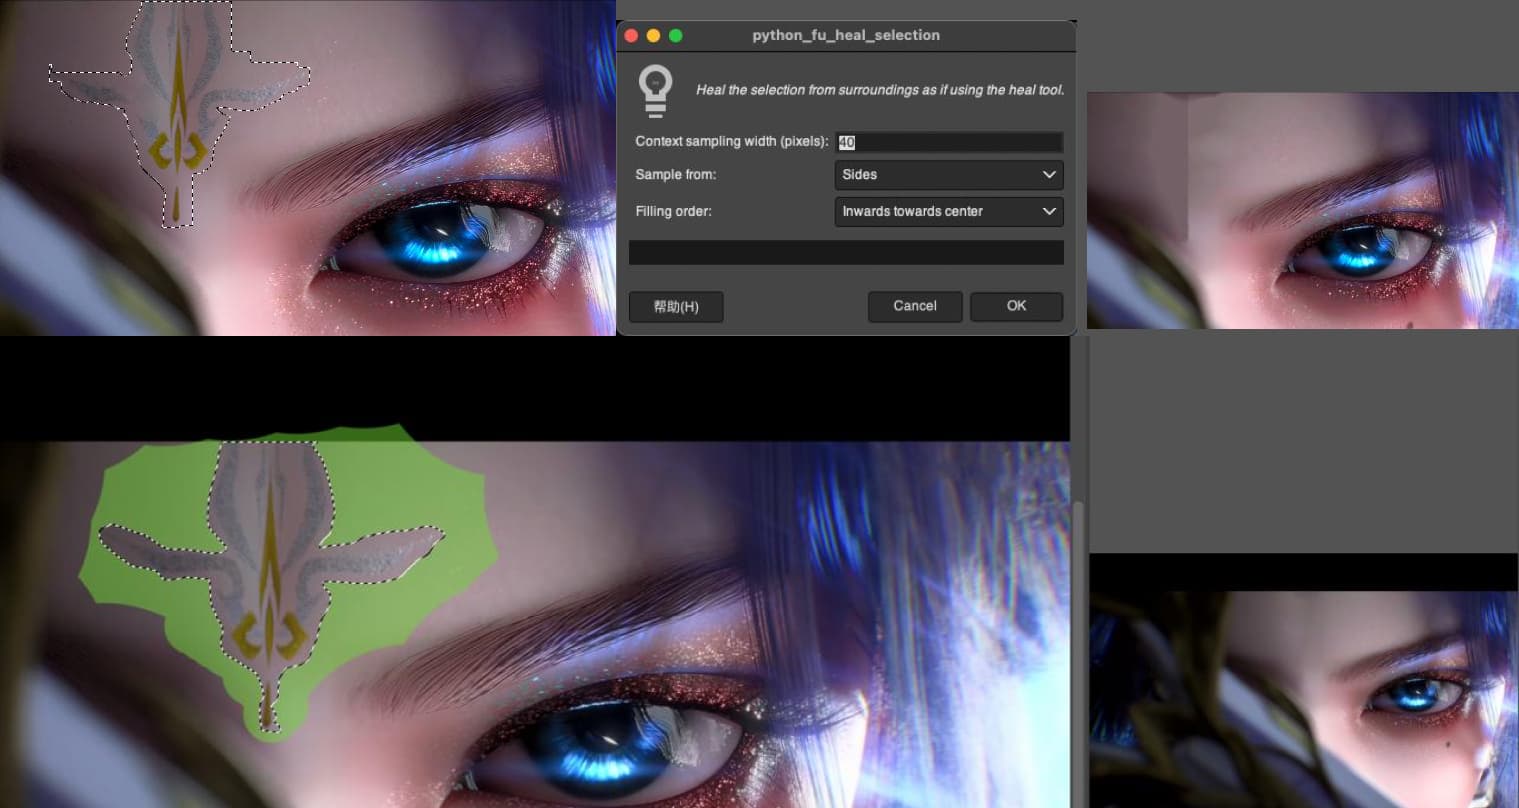 python_fu_heal_selection
Heal the selection from surroundings as if using the heal tool.
Context sampling width (pixels): 40
Sample from: Sides
Filling order: Inwards towards center
帮助(H) Cancel OK